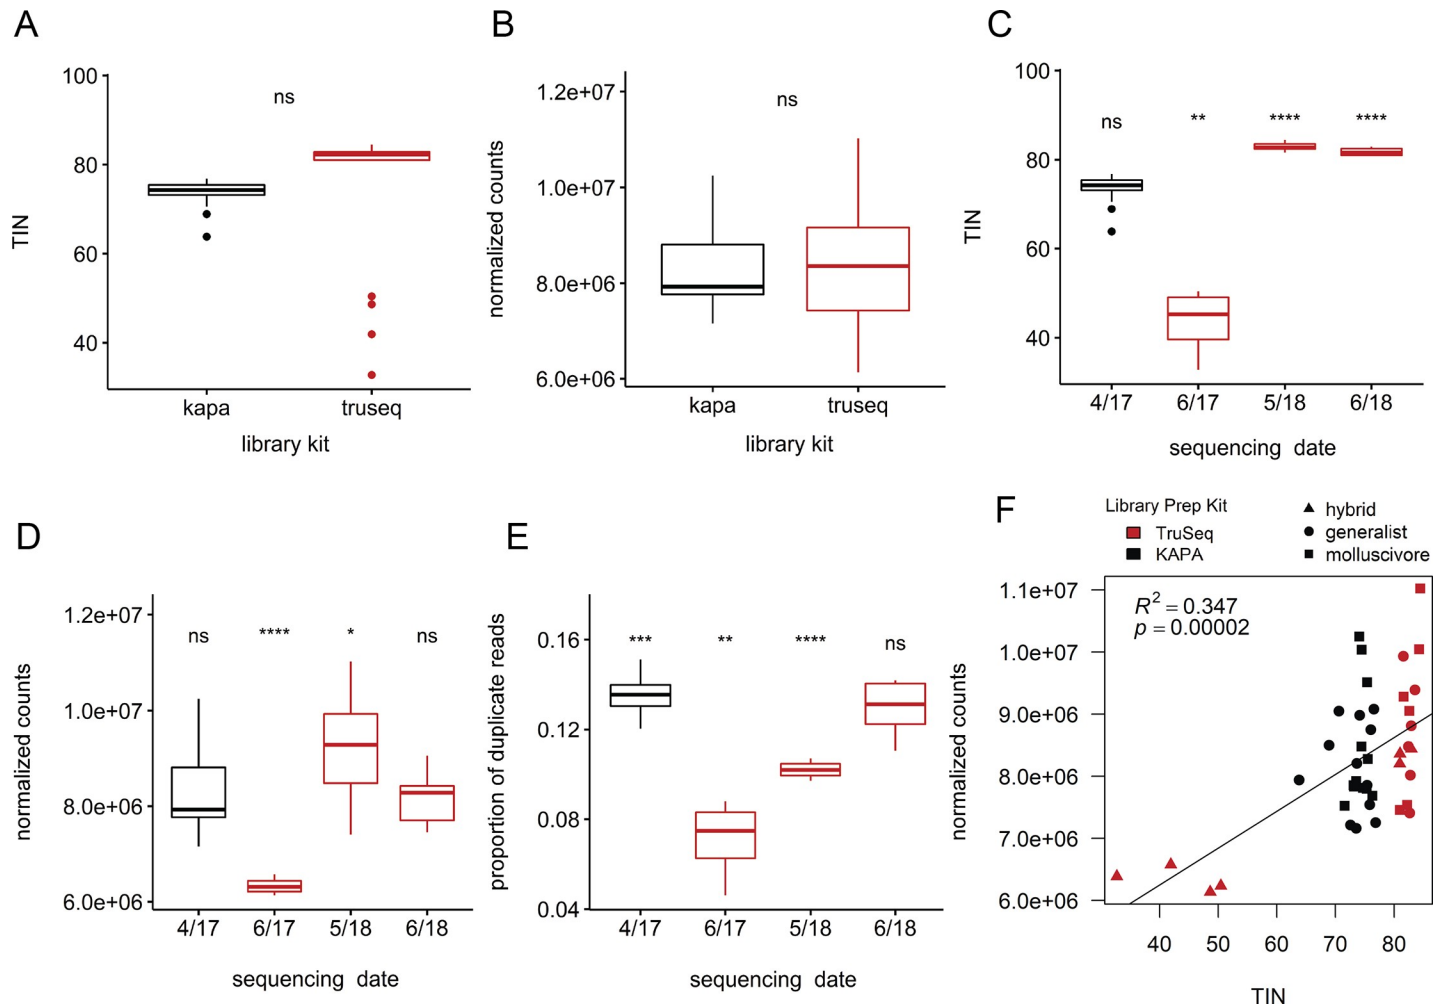 A
100
80
60
40
TIN
ns
kapa
truseq
library kit
B
1.2e+07
1.0e+07
8.0e+06
6.0e+06
normalized counts
ns
kapa
truseq
library kit
C
100
80
60
40
TIN
ns
**
****
****
4/17
6/17
5/18
6/18
sequencing date
D
1.2e+07
1.0e+07
8.0e+06
6.0e+06
normalized counts
ns
****
*
ns
4/17
6/17
5/18
6/18
sequencing date
E
0.16
0.12
0.08
0.04
proportion of duplicate reads
***
**
****
ns
4/17
6/17
5/18
6/18
sequencing date
F
Library Prep Kit
TruSeq
KAPA
hybrid
generalist
molluscivore
R² = 0.347
p = 0.00002
1.1e+07
1.0e+07
9.0e+06
8.0e+06
7.0e+06
6.0e+06
normalized counts
40
50
60
70
80
TIN